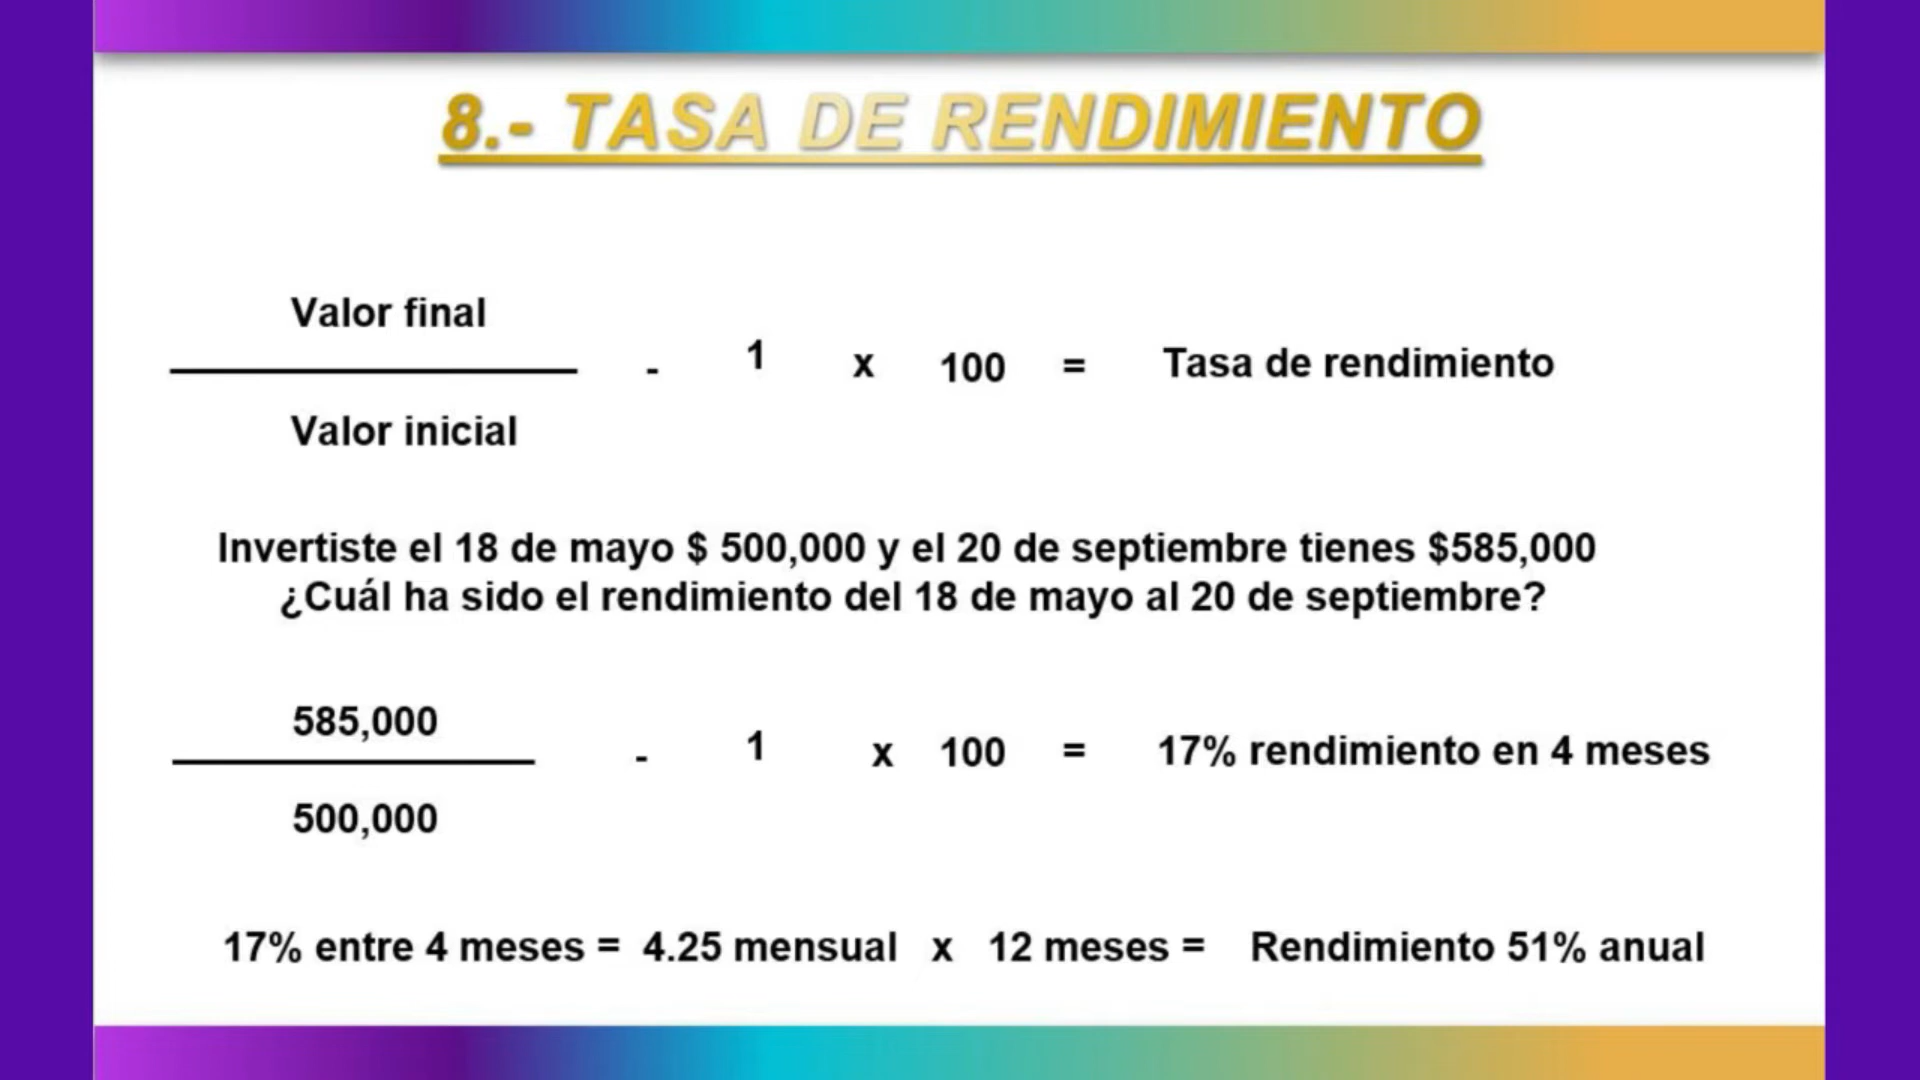 8.- TASA DE RENDIMIENTO
Valor final
- 1 x 100 = Tasa de rendimiento
Valor inicial
Invertiste el 18 de mayo $ 500,000 y el 20 de septiembre tienes $585,000
¿Cuál ha sido el rendimiento del 18 de mayo al 20 de septiembre?
585,000
- 1 x 100 = 17% rendimiento en 4 meses
500,000
17% entre 4 meses = 4.25 mensual x 12 meses = Rendimiento 51% anual